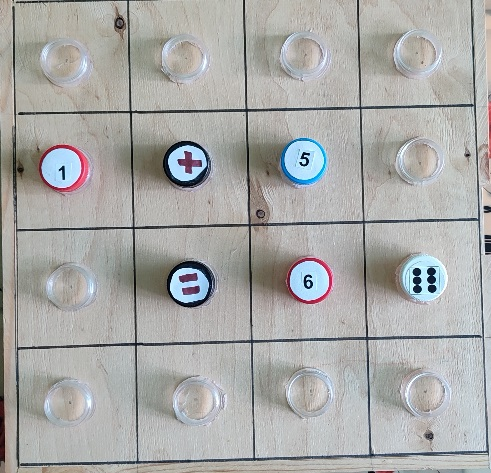 1 + 5
= 6